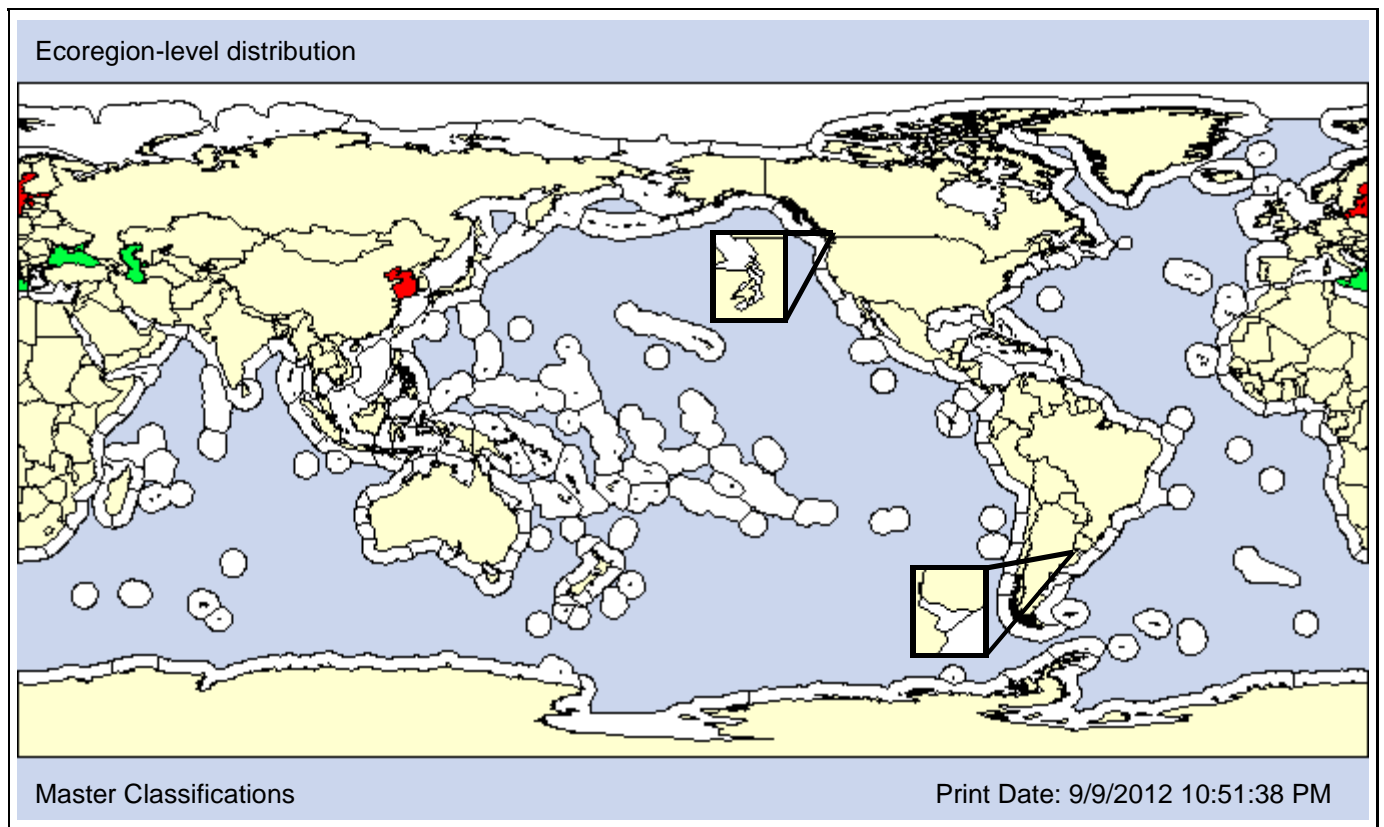 Ecoregion-level distribution
Master Classifications
Print Date: 9/9/2012 10:51:38 PM